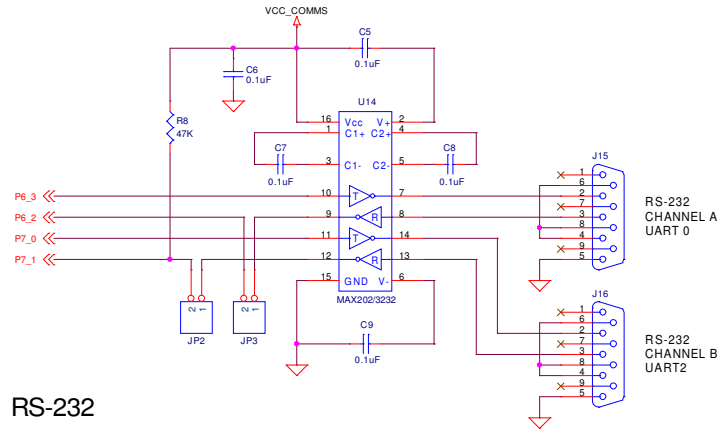 VCC_COMMS
C5
0.1uF
C6
0.1uF
R8
47K
U14
16 Vcc V+ 2
1 C1+ C2+ 4
C7
0.1uF
3 C1- C2- 5
C8
0.1uF
P6_3 10 T 7
P6_2 9 R 8
P7_0 11 T 14
P7_1 12 R 13
15 GND V- 6
MAX202/3232
2 1
JP2
2 1
JP3
C9
0.1uF
J15
1
6
2
7
3
8
4
9
5
RS-232
CHANNEL A
UART 0
J16
1
6
2
7
3
8
4
9
5
RS-232
CHANNEL B
UART2
RS-232